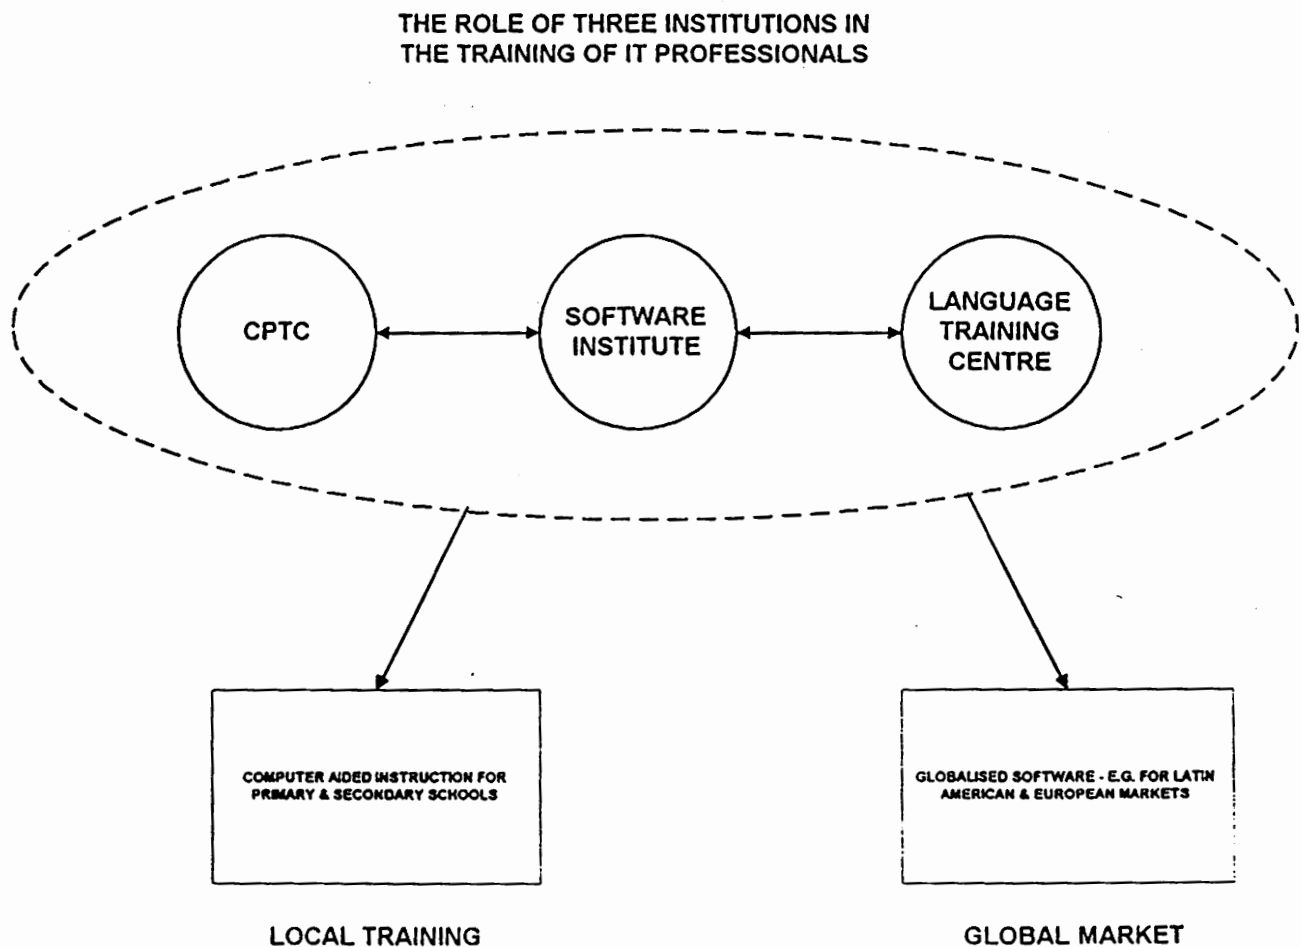 THE ROLE OF THREE INSTITUTIONS IN
THE TRAINING OF IT PROFESSIONALS
CPTC
SOFTWARE
INSTITUTE
LANGUAGE
TRAINING
CENTRE
COMPUTER AIDED INSTRUCTION FOR
PRIMARY & SECONDARY SCHOOLS
GLOBALISED SOFTWARE - E.G. FOR LATIN
AMERICAN & EUROPEAN MARKETS
LOCAL TRAINING
GLOBAL MARKET